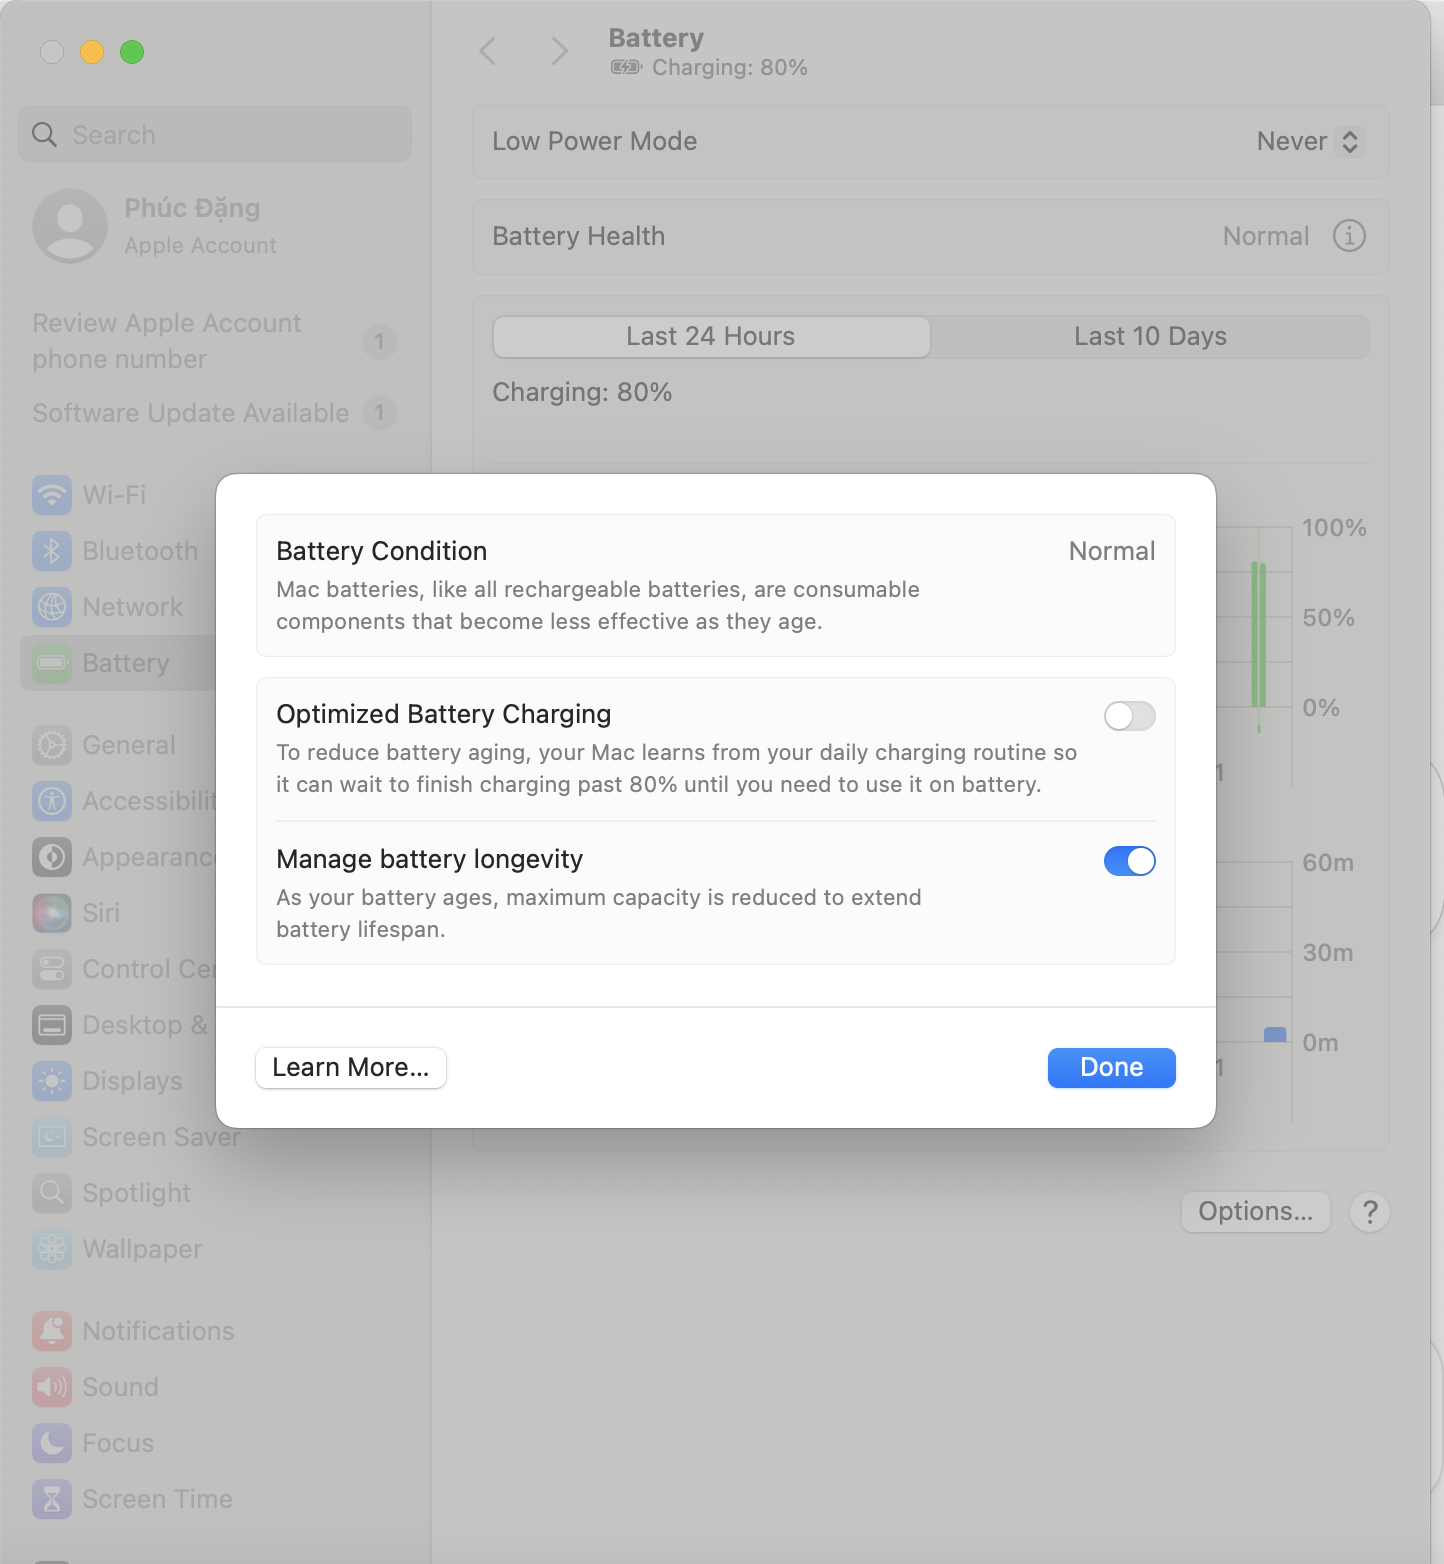 Battery
Charging: 80%
Search
Phúc Đặng
Apple Account
Review Apple Account
phone number
1
Software Update Available
1
Wi-Fi
Bluetooth
Network
Battery
General
Accessibilit
Appearanc
Siri
Control Cen
Desktop &
Displays
Screen Saver
Spotlight
Wallpaper
Notifications
Sound
Focus
Screen Time
Low Power Mode
Never
Battery Health
Normal
Last 24 Hours
Last 10 Days
Charging: 80%
100%
50%
0%
1
60m
30m
0m
1
Battery Condition
Normal
Mac batteries, like all rechargeable batteries, are consumable
components that become less effective as they age.
Optimized Battery Charging
To reduce battery aging, your Mac learns from your daily charging routine so
it can wait to finish charging past 80% until you need to use it on battery.
Manage battery longevity
As your battery ages, maximum capacity is reduced to extend
battery lifespan.
Learn More...
Done
Options...
?